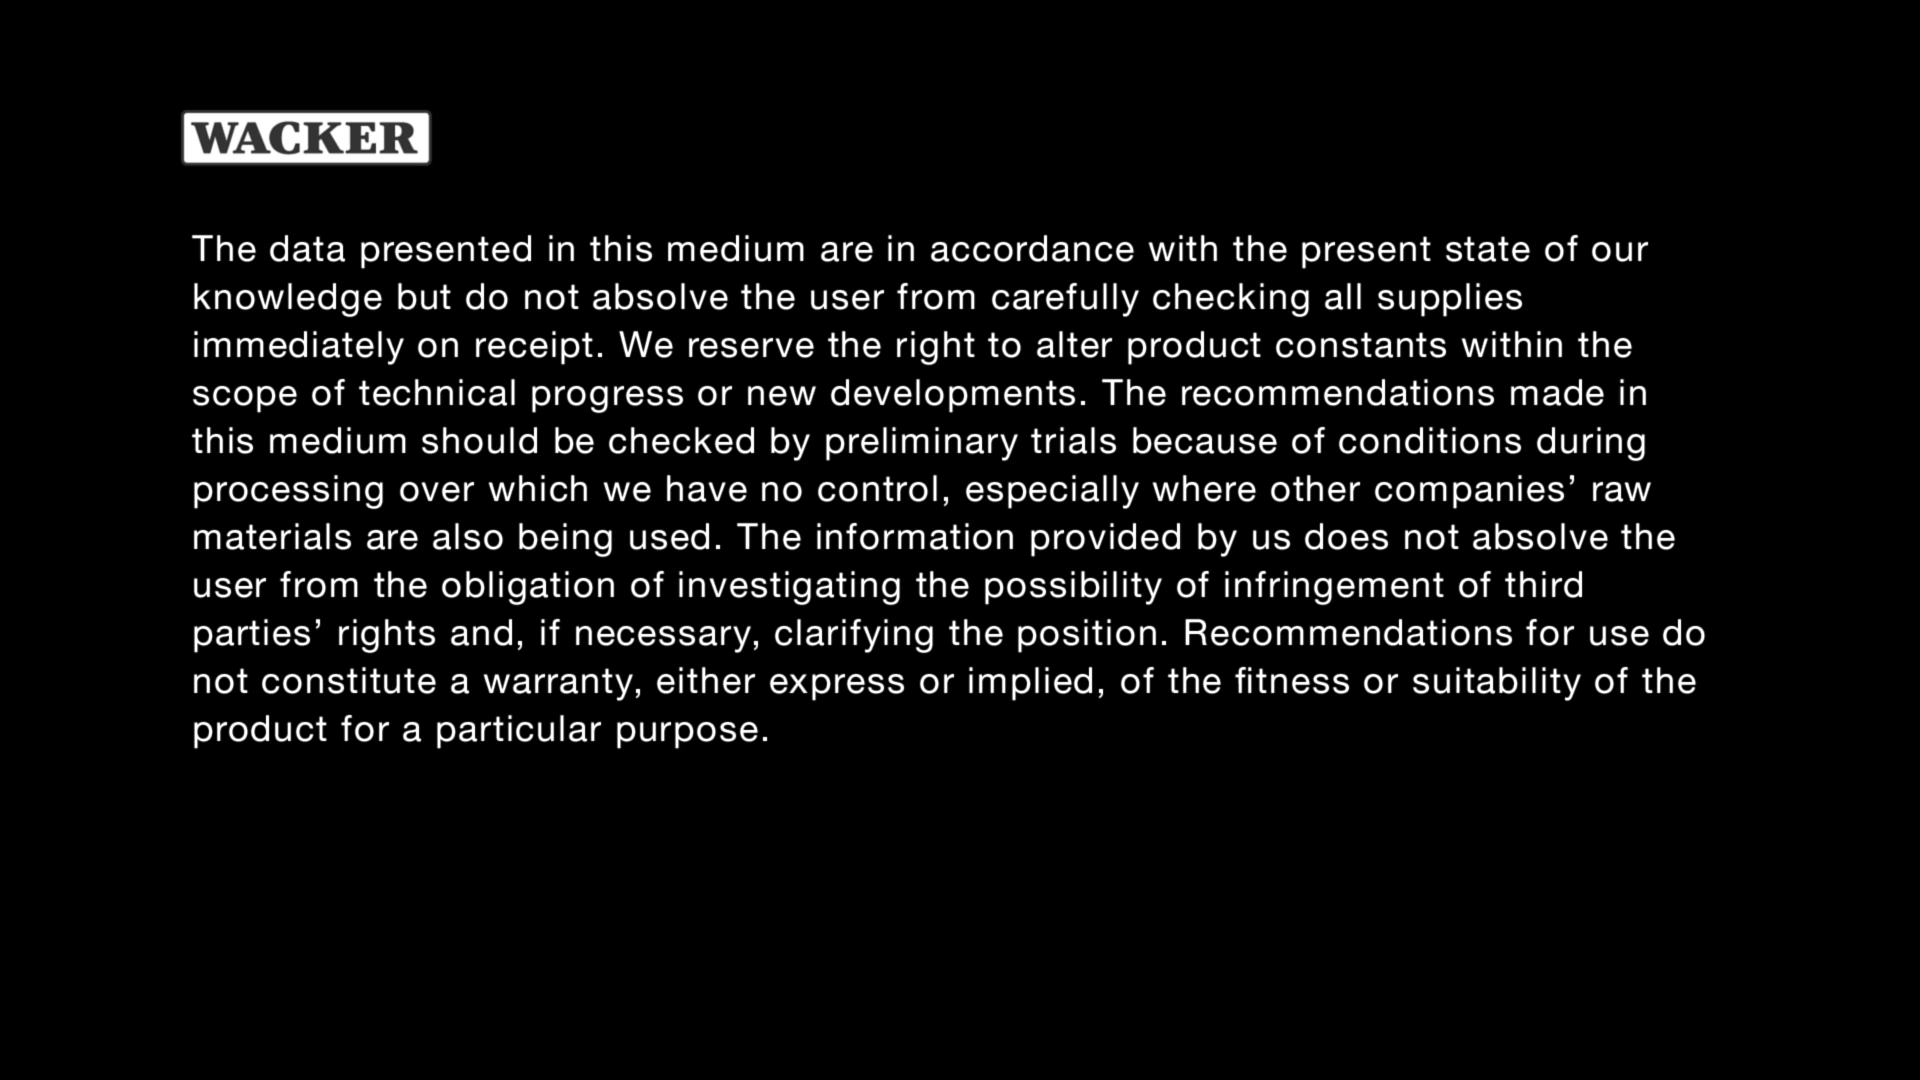 WACKER
The data presented in this medium are in accordance with the present state of our
knowledge but do not absolve the user from carefully checking all supplies
immediately on receipt. We reserve the right to alter product constants within the
scope of technical progress or new developments. The recommendations made in
this medium should be checked by preliminary trials because of conditions during
processing over which we have no control, especially where other companies’ raw
materials are also being used. The information provided by us does not absolve the
user from the obligation of investigating the possibility of infringement of third
parties’ rights and, if necessary, clarifying the position. Recommendations for use do
not constitute a warranty, either express or implied, of the fitness or suitability of the
product for a particular purpose.